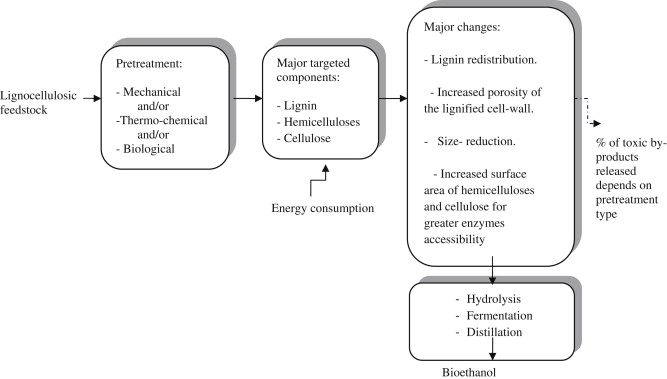 Lignocellulosic
feedstock
Pretreatment:
- Mechanical
and/or
-Thermo-chemical
and/or
- Biological
Major targeted
components:
- Lignin
- Hemicelluloses
- Cellulose
Energy consumption
Major changes:
- Lignin redistribution.
- Increased porosity of
the lignified cell-wall.
- Size- reduction.
- Increased surface
area of hemicelluloses
and cellulose for
greater enzymes
accessibility
% of toxic by-
products
released
depends on
pretreatment
type
- Hydrolysis
- Fermentation
- Distillation
Bioethanol